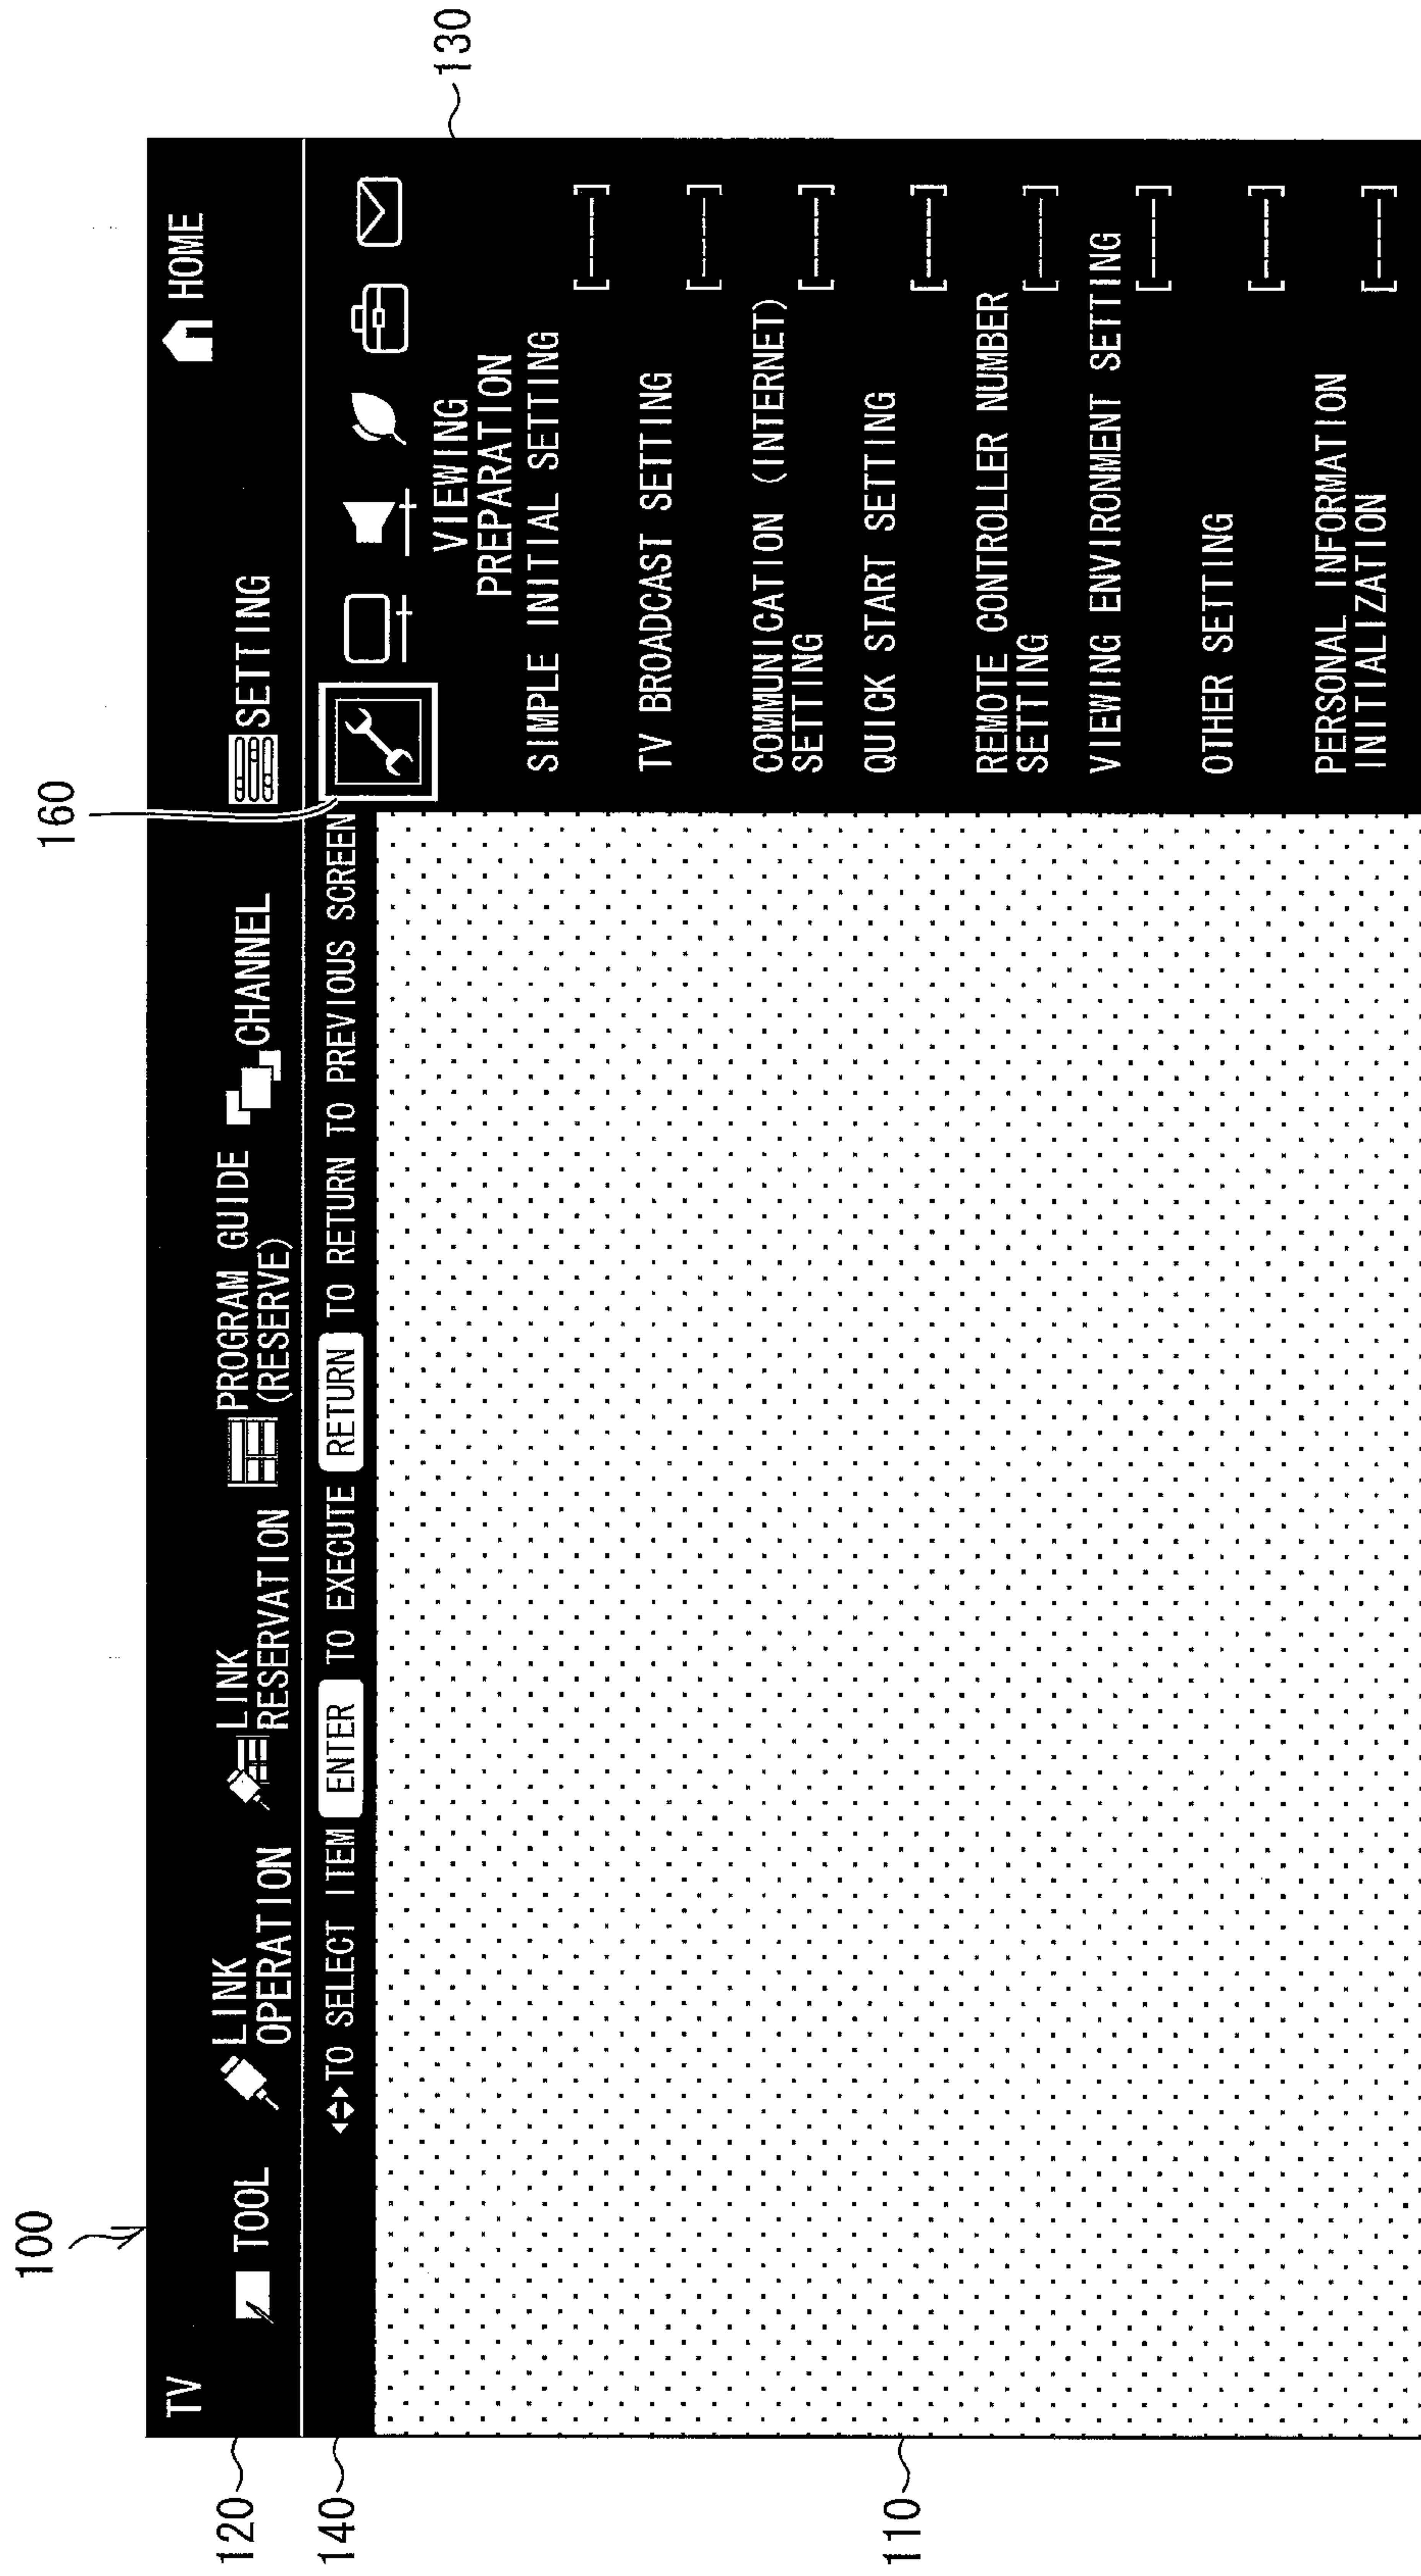 100
160
TV
HOME
120
TOOL
LINK
OPERATION
LINK
RESERVATION
PROGRAM GUIDE
(RESERVE)
CHANNEL
SETTING
140
TO SELECT ITEM ENTER TO EXECUTE RETURN TO RETURN TO PREVIOUS SCREEN
130
VIEWING
PREPARATION
SIMPLE INITIAL SETTING
[-----]
TV BROADCAST SETTING
[-----]
COMMUNICATION (INTERNET)
SETTING
[-----]
QUICK START SETTING
[-----]
REMOTE CONTROLLER NUMBER
SETTING
[-----]
VIEWING ENVIRONMENT SETTING
[-----]
OTHER SETTING
[-----]
PERSONAL INFORMATION
INITIALIZATION
[-----]
110